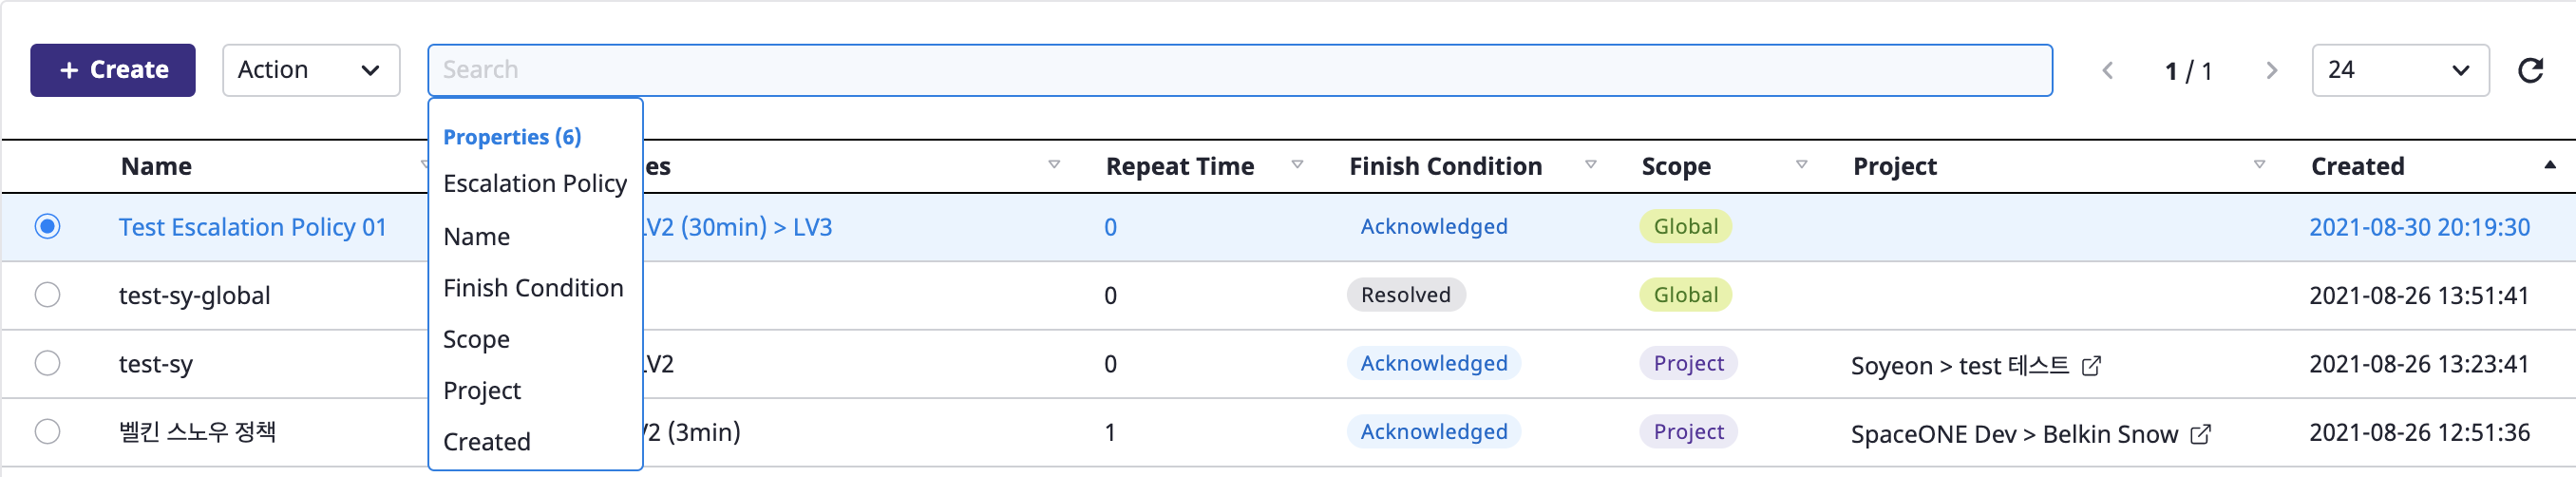 + Create Action Search 1 / 1 24
Properties (6)
Escalation Policy
Name
Finish Condition
Scope
Project
Created
Name es Repeat Time Finish Condition Scope Project Created
Test Escalation Policy 01 LV2 (30min) > LV3 0 Acknowledged Global 2021-08-30 20:19:30
test-sy-global 0 Resolved Global 2021-08-26 13:51:41
test-sy LV2 0 Acknowledged Project Soyeon > test 테스트 2021-08-26 13:23:41
벨킨 스노우 정책 V2 (3min) 1 Acknowledged Project SpaceONE Dev > Belkin Snow 2021-08-26 12:51:36